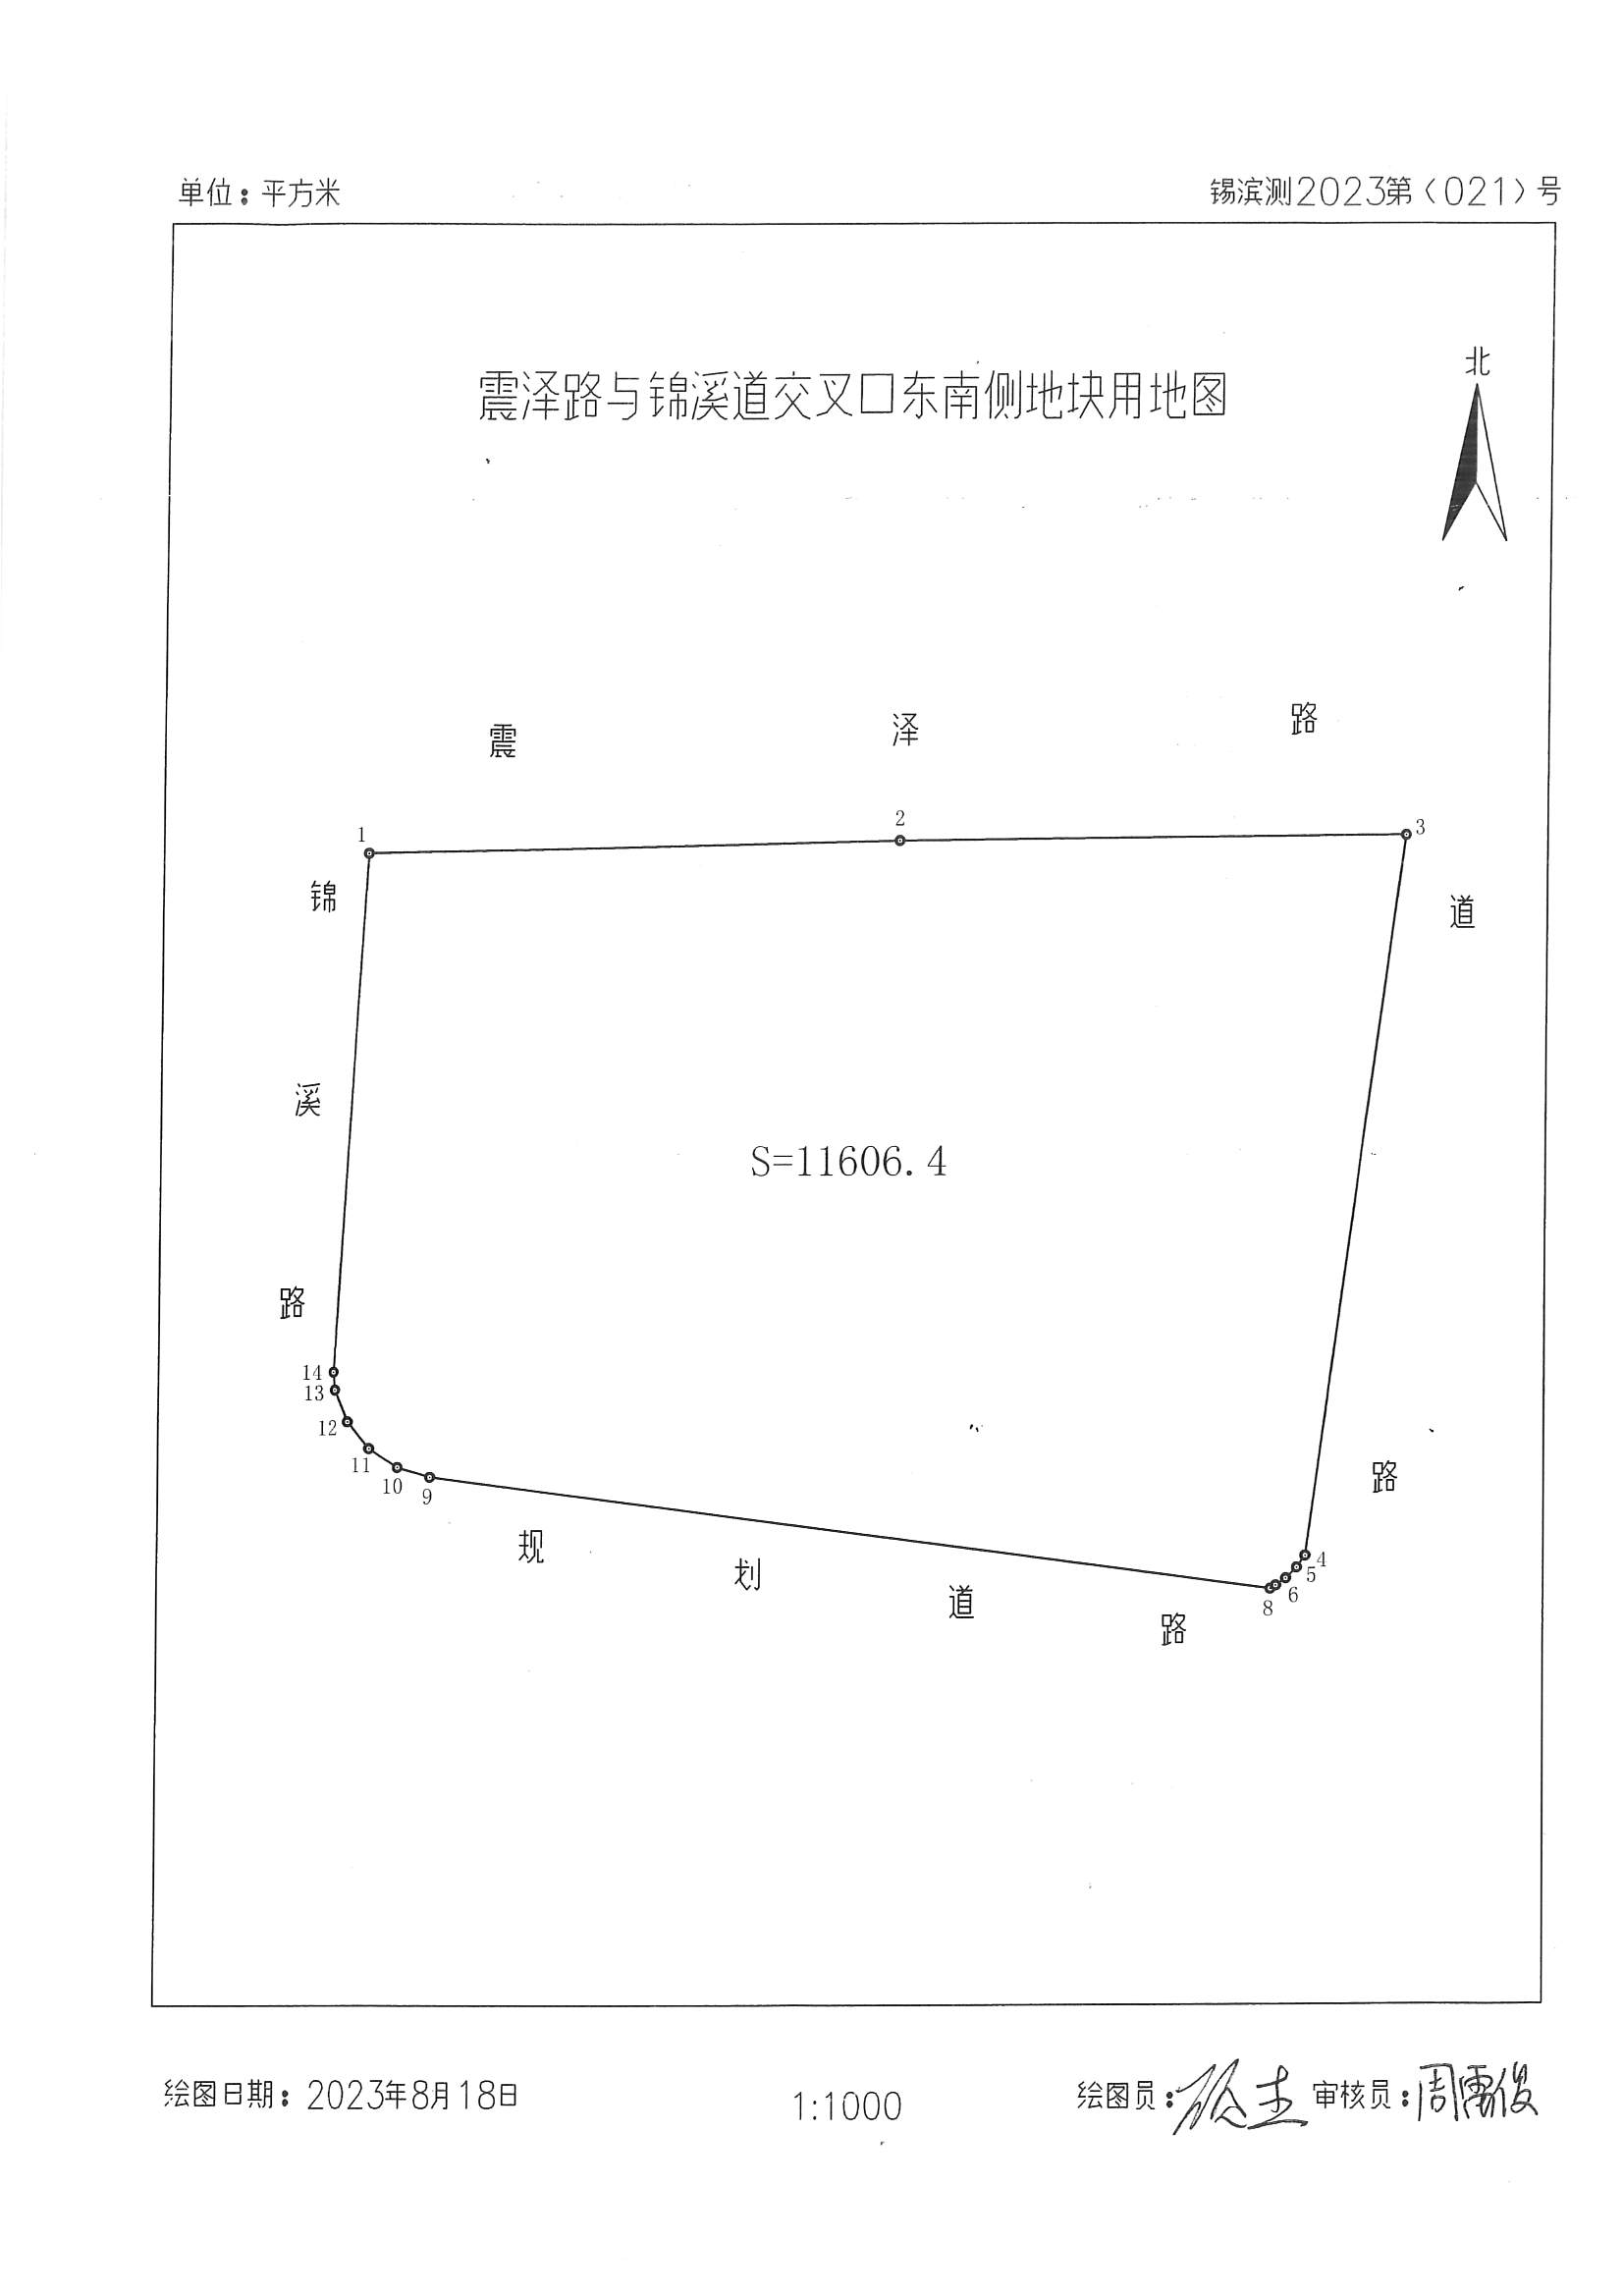 单位：平方米
锡滨测2023第（021）号
震泽路与锦溪道交叉口东南侧地块用地图
北
震 泽 路
1
2
3
锦 溪 路
道 路
S=11606.4
14
13
12
11
10
9
4
5
6
8
规 划 道 路
绘图日期：2023年8月18日
1:1000
绘图员：
审核员：周